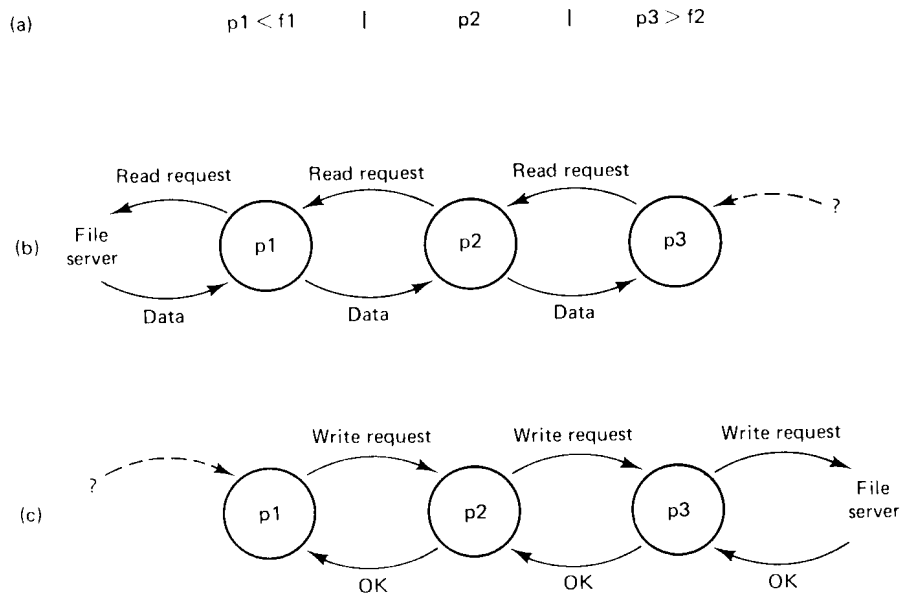 (a) p1 < f1 | p2 | p3 > f2
Read request Read request Read request
?
(b) File server p1 p2 p3
Data Data Data
Write request Write request Write request
?
(c) p1 p2 p3 File server
OK OK OK